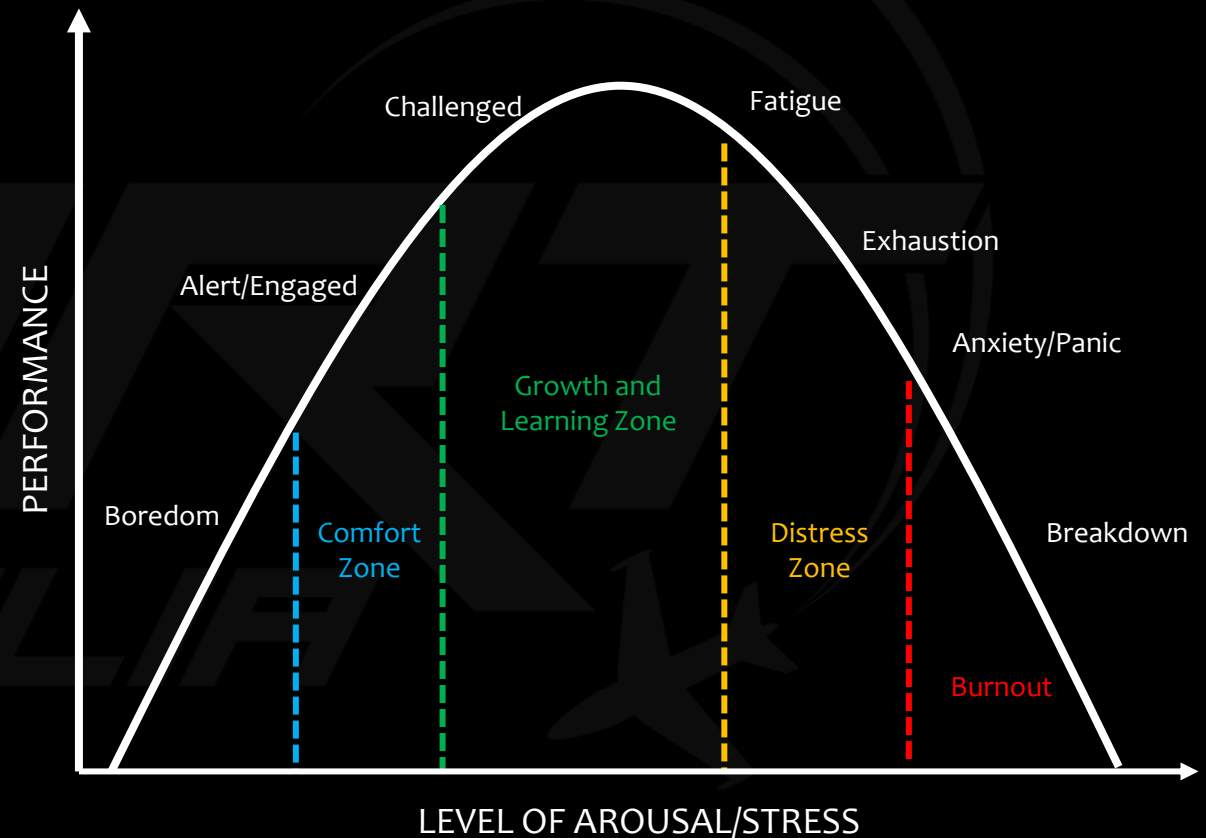 Challenged
Fatigue
Exhaustion
Alert/Engaged
Anxiety/Panic
Growth and
Learning Zone
Boredom
Comfort
Zone
Distress
Zone
Breakdown
Burnout
PERFORMANCE
LEVEL OF AROUSAL/STRESS